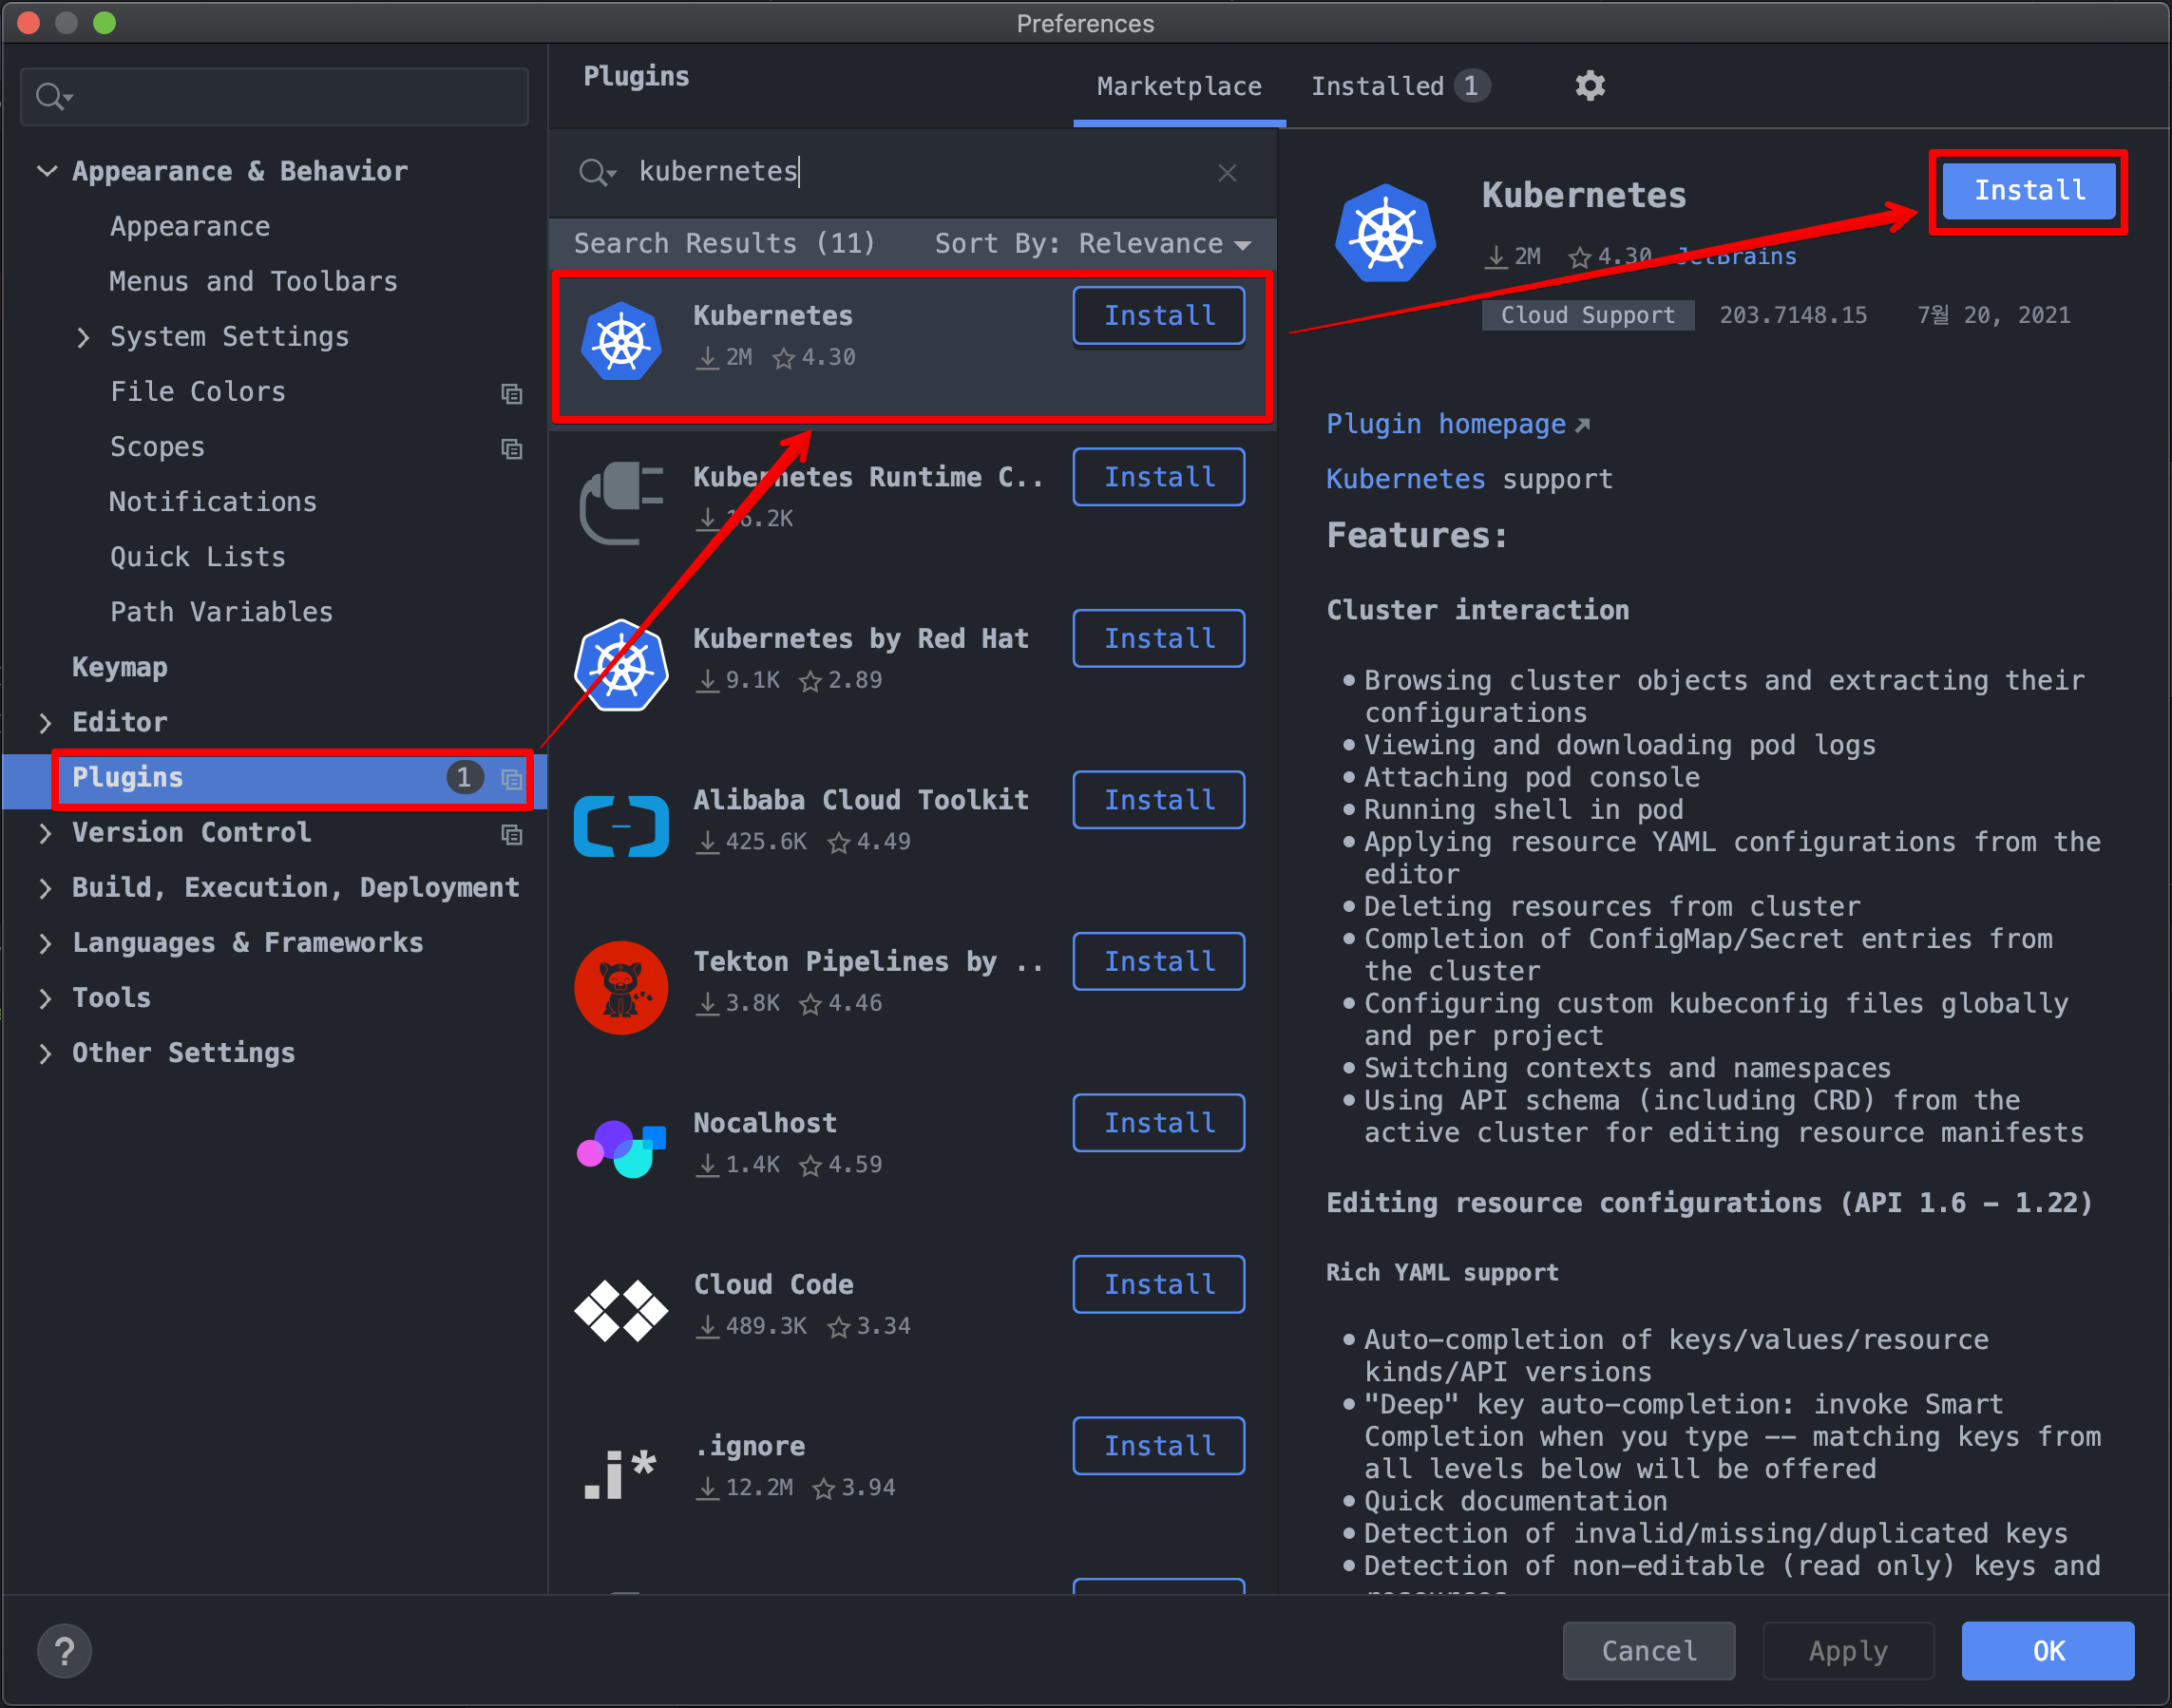 Preferences
Appearance & Behavior
Appearance
Menus and Toolbars
System Settings
File Colors
Scopes
Notifications
Quick Lists
Path Variables
Keymap
Editor
Plugins 1
Version Control
Build, Execution, Deployment
Languages & Frameworks
Tools
Other Settings
Plugins
Marketplace
Installed 1
kubernetes
Search Results (11) Sort By: Relevance
Kubernetes Install
2M 4.30
Kubernetes Runtime C.. Install
16.2K
Kubernetes by Red Hat Install
9.1K 2.89
Alibaba Cloud Toolkit Install
425.6K 4.49
Tekton Pipelines by .. Install
3.8K 4.46
Nocalhost Install
1.4K 4.59
Cloud Code Install
489.3K 3.34
.i*
.ignore Install
12.2M 3.94
Kubernetes Install
2M 4.30 JetBrains
Cloud Support 203.7148.15 7월 20, 2021
Plugin homepage
Kubernetes support
Features:
Cluster interaction
Browsing cluster objects and extracting their
configurations
Viewing and downloading pod logs
Attaching pod console
Running shell in pod
Applying resource YAML configurations from the
editor
Deleting resources from cluster
Completion of ConfigMap/Secret entries from
the cluster
Configuring custom kubeconfig files globally
and per project
Switching contexts and namespaces
Using API schema (including CRD) from the
active cluster for editing resource manifests
Editing resource configurations (API 1.6 – 1.22)
Rich YAML support
Auto-completion of keys/values/resource
kinds/API versions
"Deep" key auto-completion: invoke Smart
Completion when you type –– matching keys from
all levels below will be offered
Quick documentation
Detection of invalid/missing/duplicated keys
Detection of non-editable (read only) keys and
?
Cancel
Apply
OK